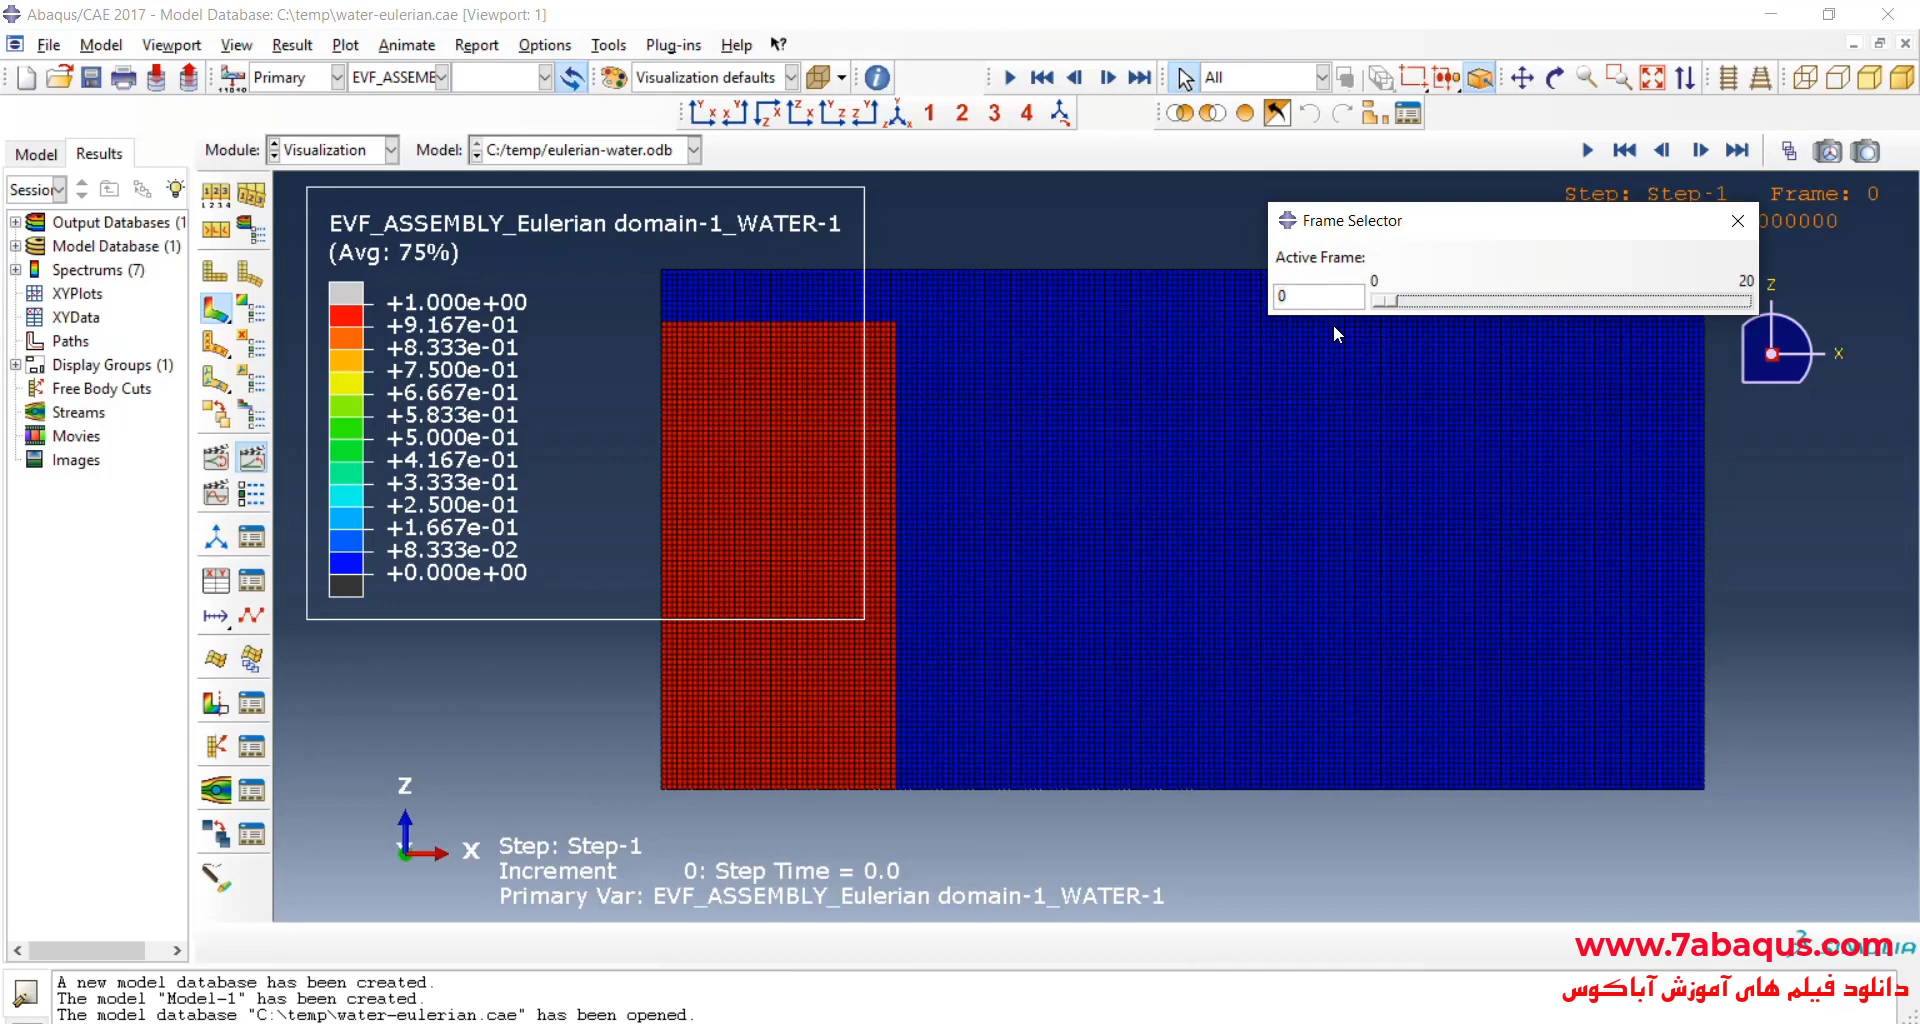 Abaqus/CAE 2017 - Model Database: C:\temp\water-eulerian.cae [Viewport: 1]
File Model Viewport View Result Plot Animate Report Options Tools Plug-ins Help
Primary EVF_ASSEME Visualization defaults All
1 2 3 4
Model Results Module: Visualization Model: C:/temp/eulerian-water.odb
Session
Output Databases (1
Model Database (1)
Spectrums (7)
XYPlots
XYData
Paths
Display Groups (1)
Free Body Cuts
Streams
Movies
Images
EVF_ASSEMBLY_Eulerian domain-1_WATER-1
(Avg: 75%)
+1.000e+00
+9.167e-01
+8.333e-01
+7.500e-01
+6.667e-01
+5.833e-01
+5.000e-01
+4.167e-01
+3.333e-01
+2.500e-01
+1.667e-01
+8.333e-02
+0.000e+00
Step: Step-1 Frame: 0
000000
Frame Selector
Active Frame:
0 20
0
Z
X
Z
X
Step: Step-1
Increment 0: Step Time = 0.0
Primary Var: EVF_ASSEMBLY_Eulerian domain-1_WATER-1
www.7abaqus.com
دانلود فیلم های آموزش آباکوس
A new model database has been created.
The model "Model-1" has been created.
The model database "C:\temp\water-eulerian.cae" has been opened.